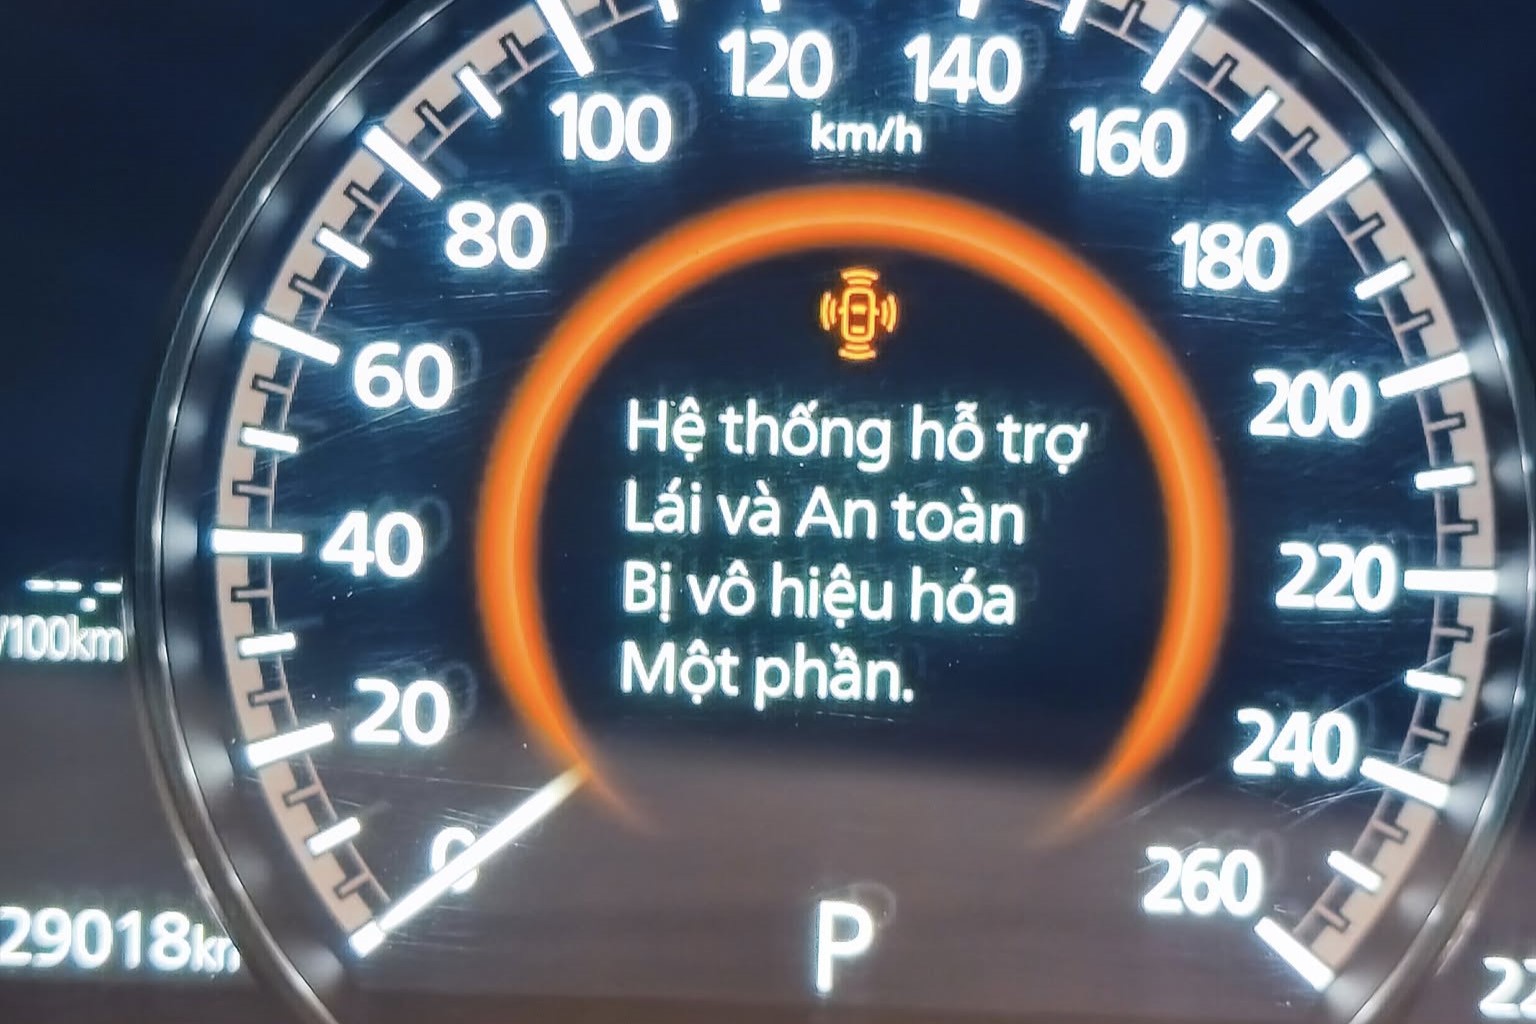 120 140
100 km/h 160
80 180
60 200
Hệ thống hỗ trợ
Lái và An toàn
Bị vô hiệu hóa
Một phần.
40 220
--.-
/100km
20 240
0 260
29018km
P